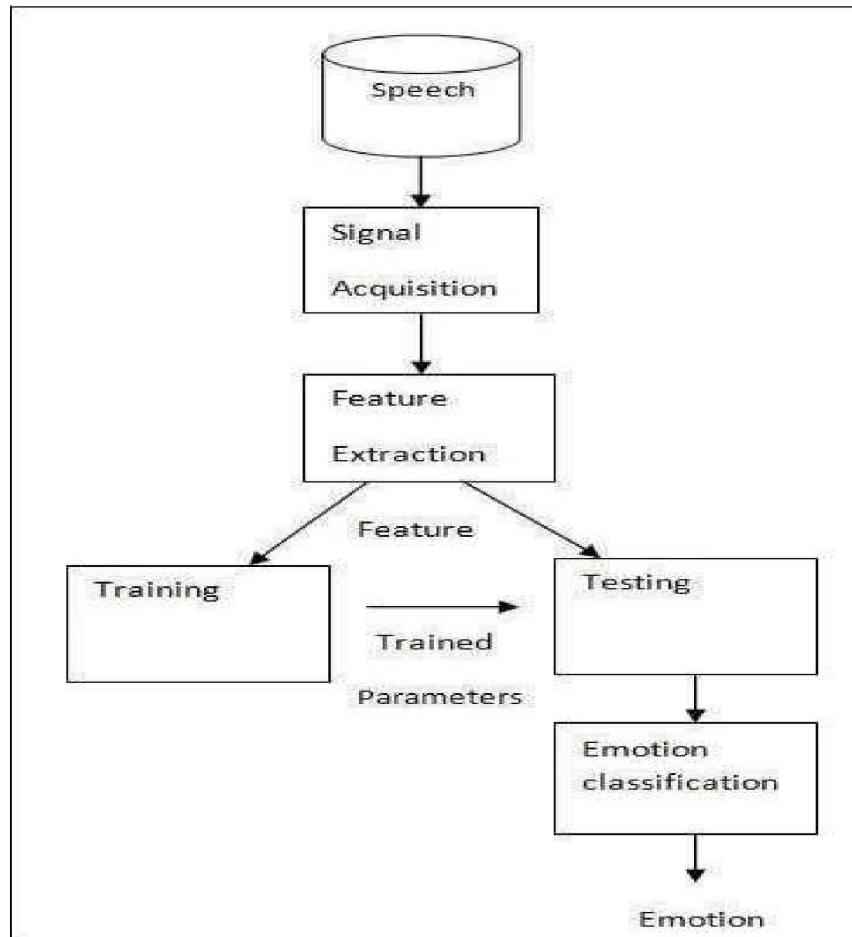 Speech
Signal
Acquisition
Feature
Extraction
Feature
Training
Testing
Trained
Parameters
Emotion
classification
Emotion